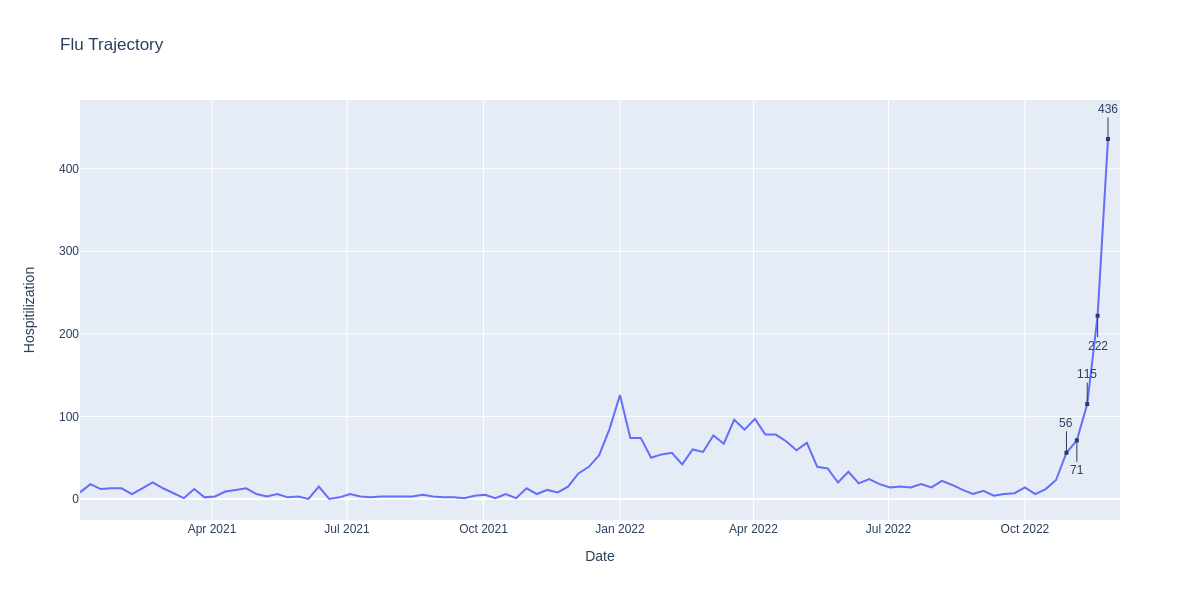 Flu Trajectory
436
400
300
Hospitilization
200
222
115
100
56
71
0
Apr 2021
Jul 2021
Oct 2021
Jan 2022
Apr 2022
Jul 2022
Oct 2022
Date